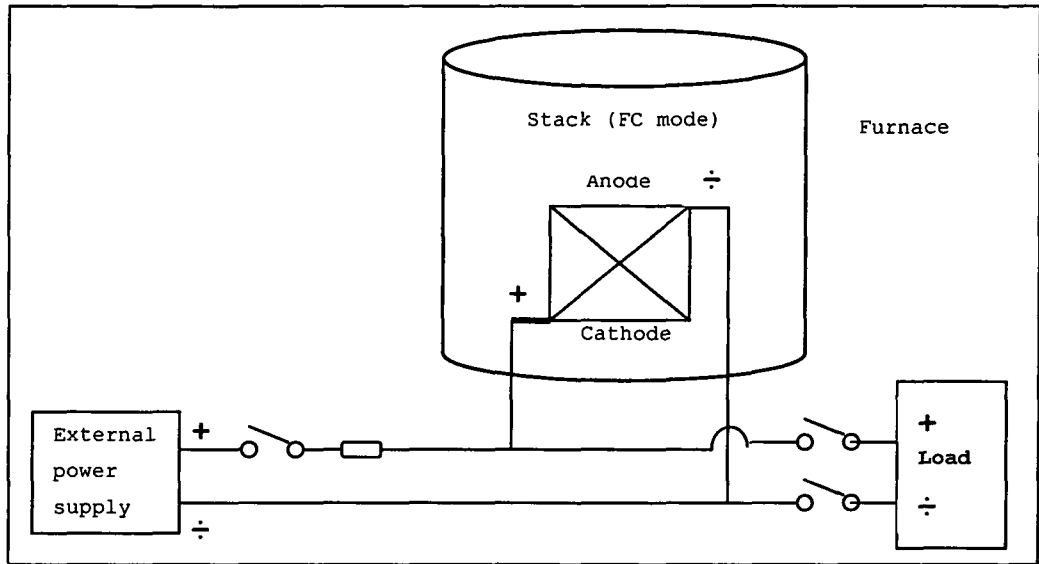 Stack (FC mode)
Furnace
Anode
÷
+
Cathode
External
power
supply
+
÷
+
Load
÷